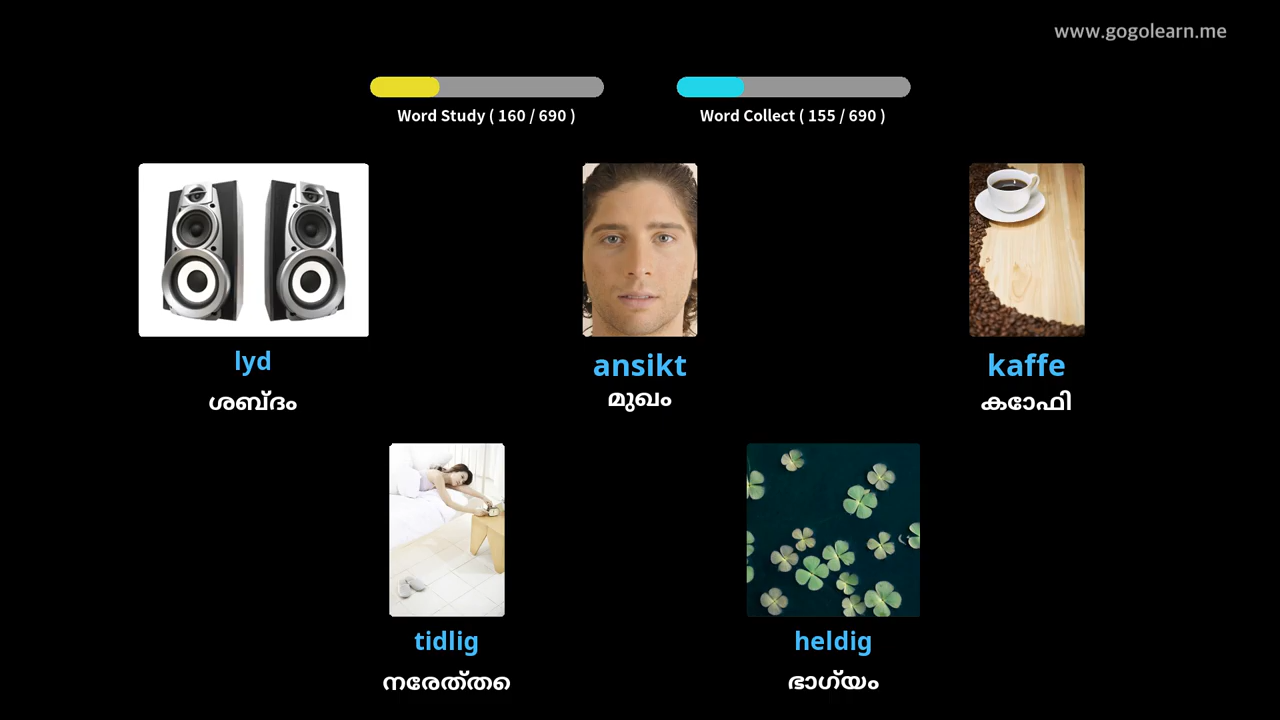 www.gogolearn.me
Word Study ( 160 / 690 )
Word Collect ( 155 / 690 )
lyd
ansikt
kaffe
ശബ്ദം
മുഖം
കോഫി
tidlig
heldig
നേരത്തെ
ഭാഗ്യം